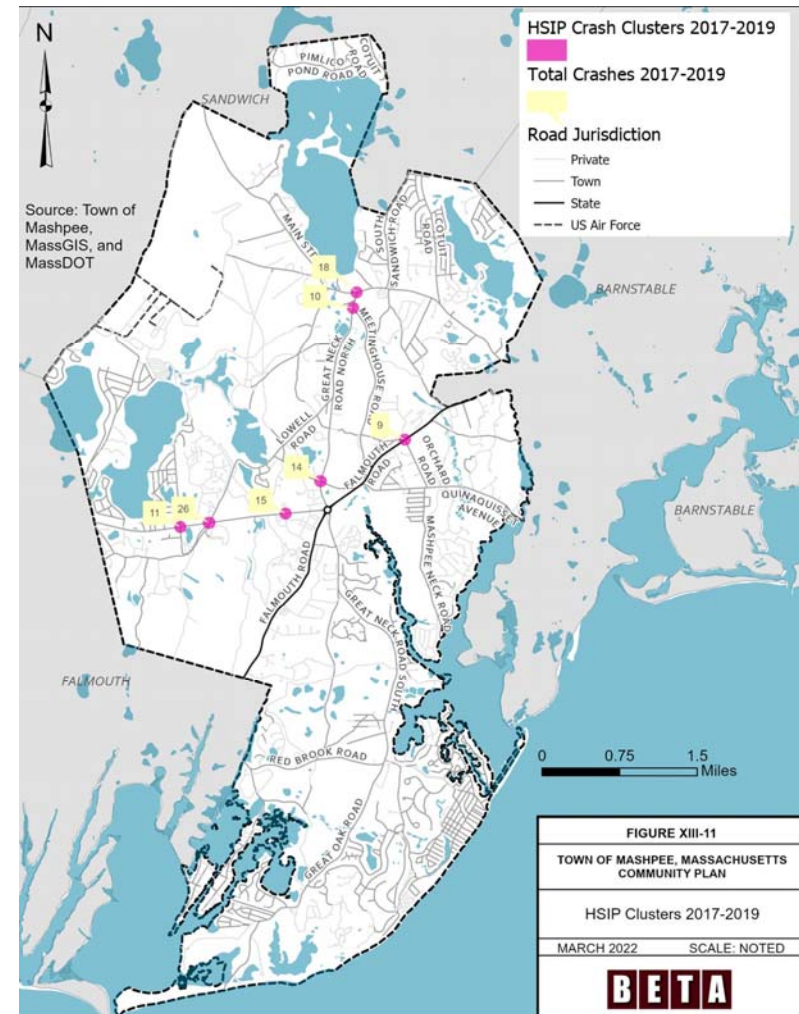 N
Source: Town of
Mashpee,
MassGIS, and
MassDOT
HSIP Crash Clusters 2017-2019
Total Crashes 2017-2019
Road Jurisdiction
Private
Town
State
US Air Force
PIMLICO
POND ROAD
COTUIT
ROAD
SANDWICH
MAIN STR
SOUTH
SANDWICH ROAD
COTUIT
ROAD
18
10
BARNSTABLE
MEETINGHOUSE ROAD
GREAT NECK
ROAD NORTH
LOWELL
ROAD
9
14
FALMOUTH
ROAD
ORCHARD
ROAD
QUINAQUISSET
AVENUE
15
11
26
BARNSTABLE
MASHPEE NECK ROAD
FALMOUTH ROAD
GREAT NECK ROAD SOUTH
FALMOUTH
RED BROOK ROAD
GREAT OAK ROAD
0 0.75 1.5
Miles
FIGURE XIII-11
TOWN OF MASHPEE, MASSACHUSETTS
COMMUNITY PLAN
HSIP Clusters 2017-2019
MARCH 2022 SCALE: NOTED
BETA